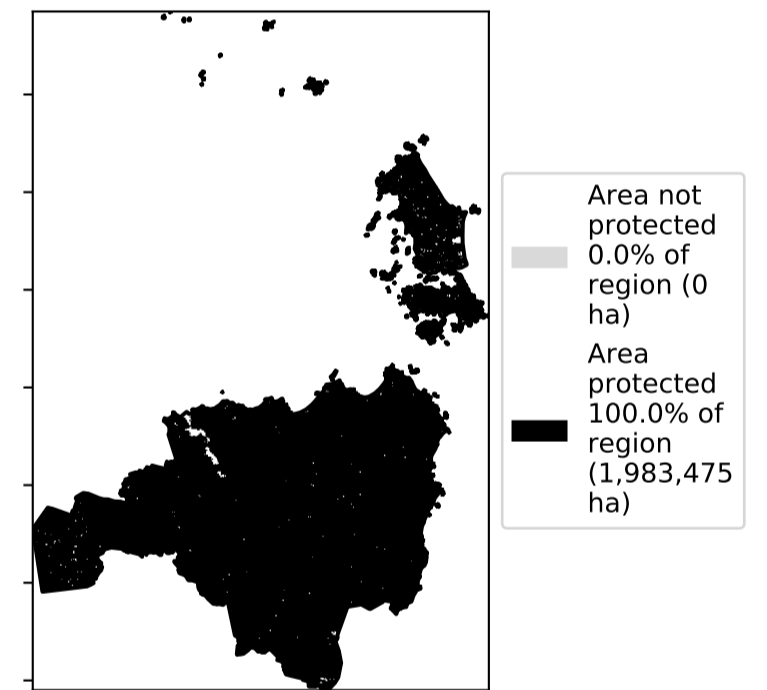 Area not
protected
0.0% of
region (0
ha)
Area
protected
100.0% of
region
(1,983,475
ha)